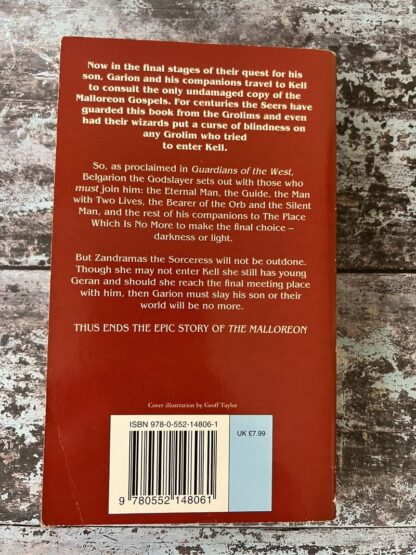 Now in the final stages of their quest for his
son, Garion and his companions travel to Kell
to consult the only undamaged copy of the
Malloreon Gospels. For centuries the Seers have
guarded this book from the Grolims and even
had their wizards put a curse of blindness on
any Grolim who tried
to enter Kell.
So, as proclaimed in Guardians of the West,
Belgarion the Godslayer sets out with those who
must join him: the Eternal Man, the Guide, the Man
with Two Lives, the Bearer of the Orb and the Silent
Man, and the rest of his companions to The Place
Which Is No More to make the final choice –
darkness or light.
But Zandramas the Sorceress will not be outdone.
Though she may not enter Kell she still has young
Geran and should she reach the final meeting place
with him, then Garion must slay his son or their
world will be no more.
THUS ENDS THE EPIC STORY OF THE MALLOREON
Cover illustration by Geoff Taylor
ISBN 978-0-552-14806-1
UK £7.99
9 780552 148061